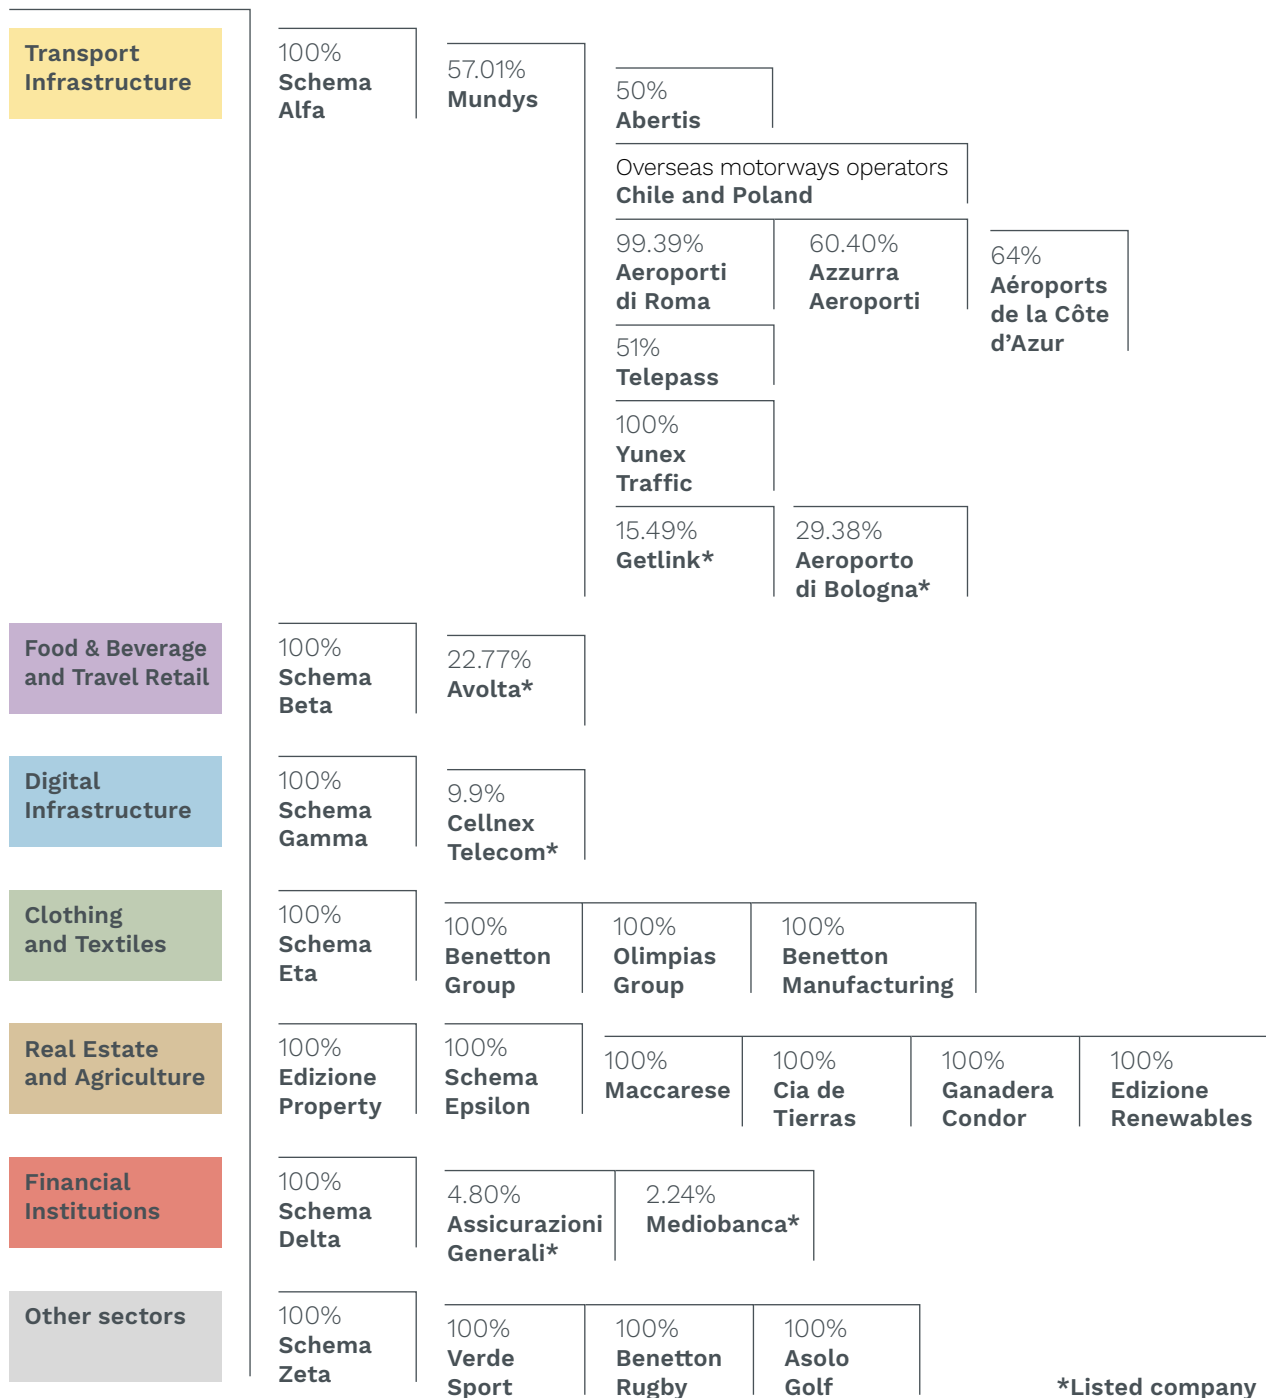 Transport
Infrastructure
100%
Schema
Alfa
57.01%
Mundys
50%
Abertis
Overseas motorways operators
Chile and Poland
99.39%
Aeroporti
di Roma
60.40%
Azzurra
Aeroporti
64%
Aéroports
de la Côte
d’Azur
51%
Telepass
100%
Yunex
Traffic
15.49%
Getlink*
29.38%
Aeroporto
di Bologna*
Food & Beverage
and Travel Retail
100%
Schema
Beta
22.77%
Avolta*
Digital
Infrastructure
100%
Schema
Gamma
9.9%
Cellnex
Telecom*
Clothing
and Textiles
100%
Schema
Eta
100%
Benetton
Group
100%
Olimpias
Group
100%
Benetton
Manufacturing
Real Estate
and Agriculture
100%
Edizione
Property
100%
Schema
Epsilon
100%
Maccarese
100%
Cia de
Tierras
100%
Ganadera
Condor
100%
Edizione
Renewables
Financial
Institutions
100%
Schema
Delta
4.80%
Assicurazioni
Generali*
2.24%
Mediobanca*
Other sectors
100%
Schema
Zeta
100%
Verde
Sport
100%
Benetton
Rugby
100%
Asolo
Golf
*Listed company